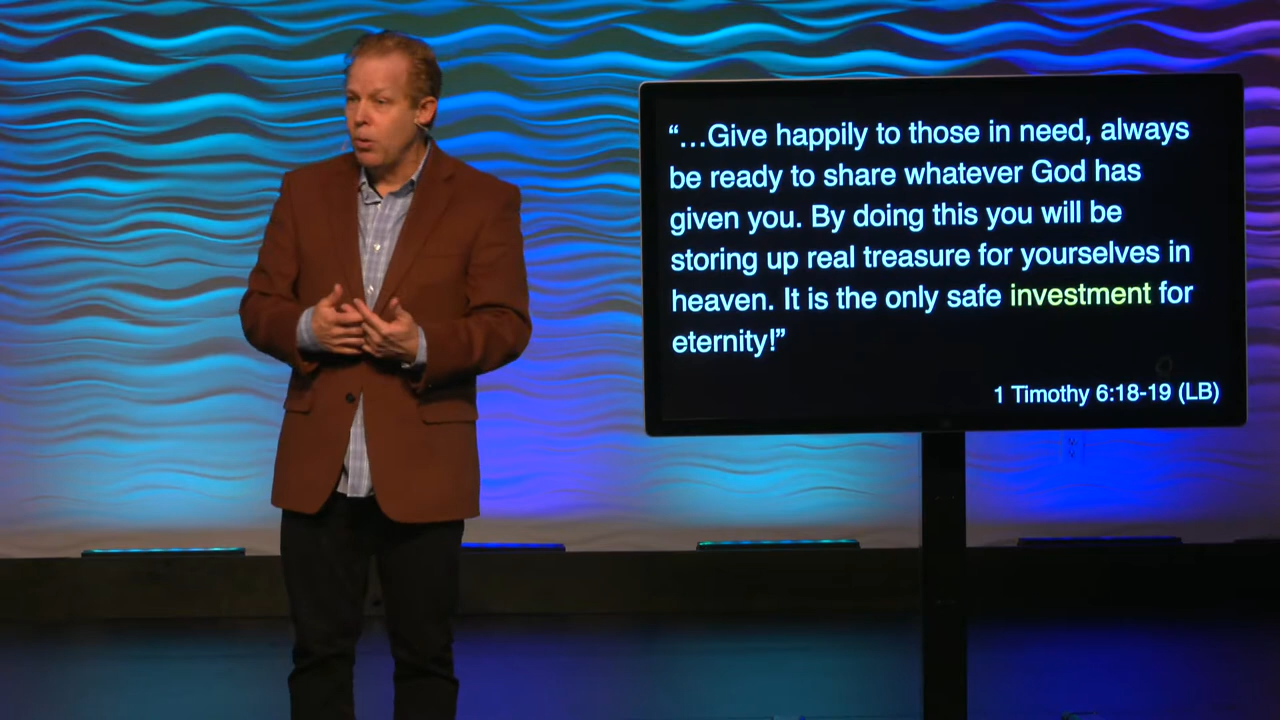 “…Give happily to those in need, always
be ready to share whatever God has
given you. By doing this you will be
storing up real treasure for yourselves in
heaven. It is the only safe investment for
eternity!”
1 Timothy 6:18-19 (LB)